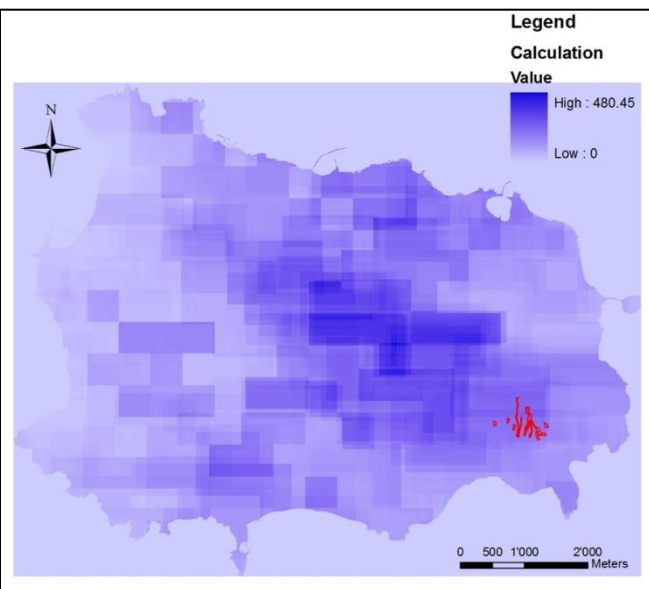 Legend
Calculation
Value
High : 480.45
Low : 0
N
0 500 1'000 2'000
Meters